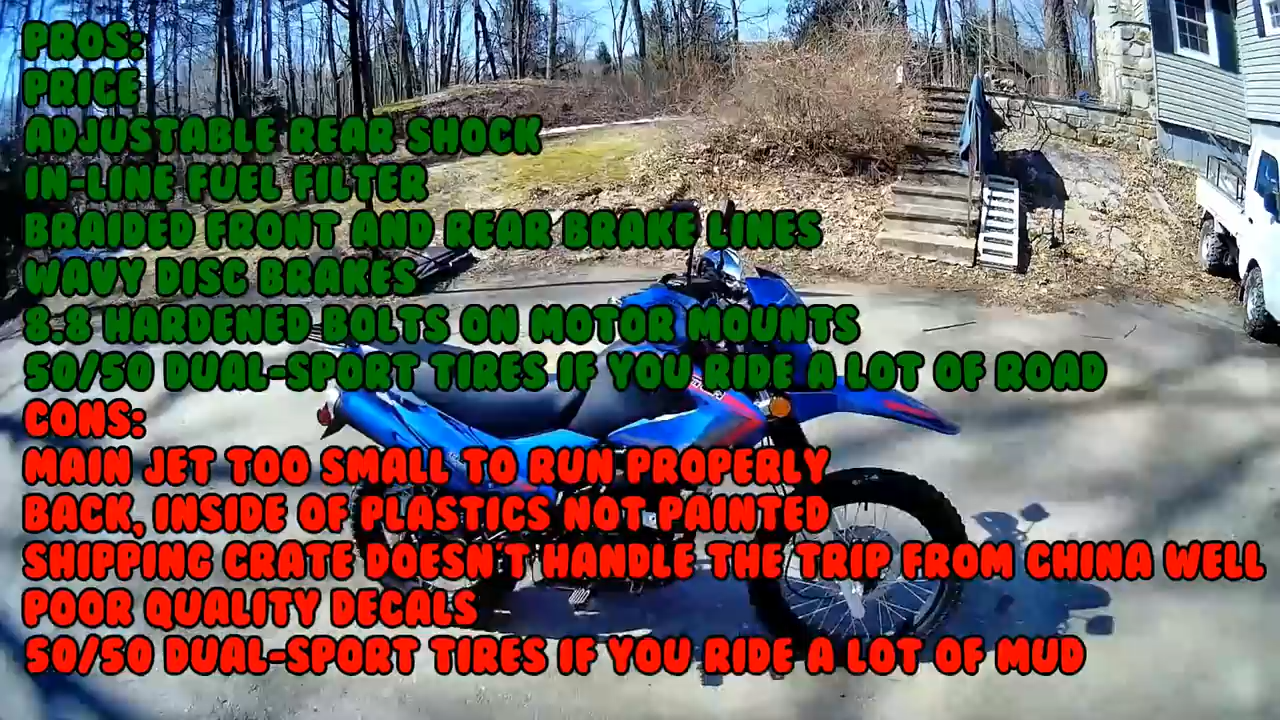 PROS:
PRICE
ADJUSTABLE REAR SHOCK
IN-LINE FUEL FILTER
BRAIDED FRONT AND REAR BRAKE LINES
WAVY DISC BRAKES
8.8 HARDENED BOLTS ON MOTOR MOUNTS
50/50 DUAL-SPORT TIRES IF YOU RIDE A LOT OF ROAD
CONS:
MAIN JET TOO SMALL TO RUN PROPERLY
BACK, INSIDE OF PLASTICS NOT PAINTED
SHIPPING CRATE DOESN'T HANDLE THE TRIP FROM CHINA WELL
POOR QUALITY DECALS
50/50 DUAL-SPORT TIRES IF YOU RIDE A LOT OF MUD